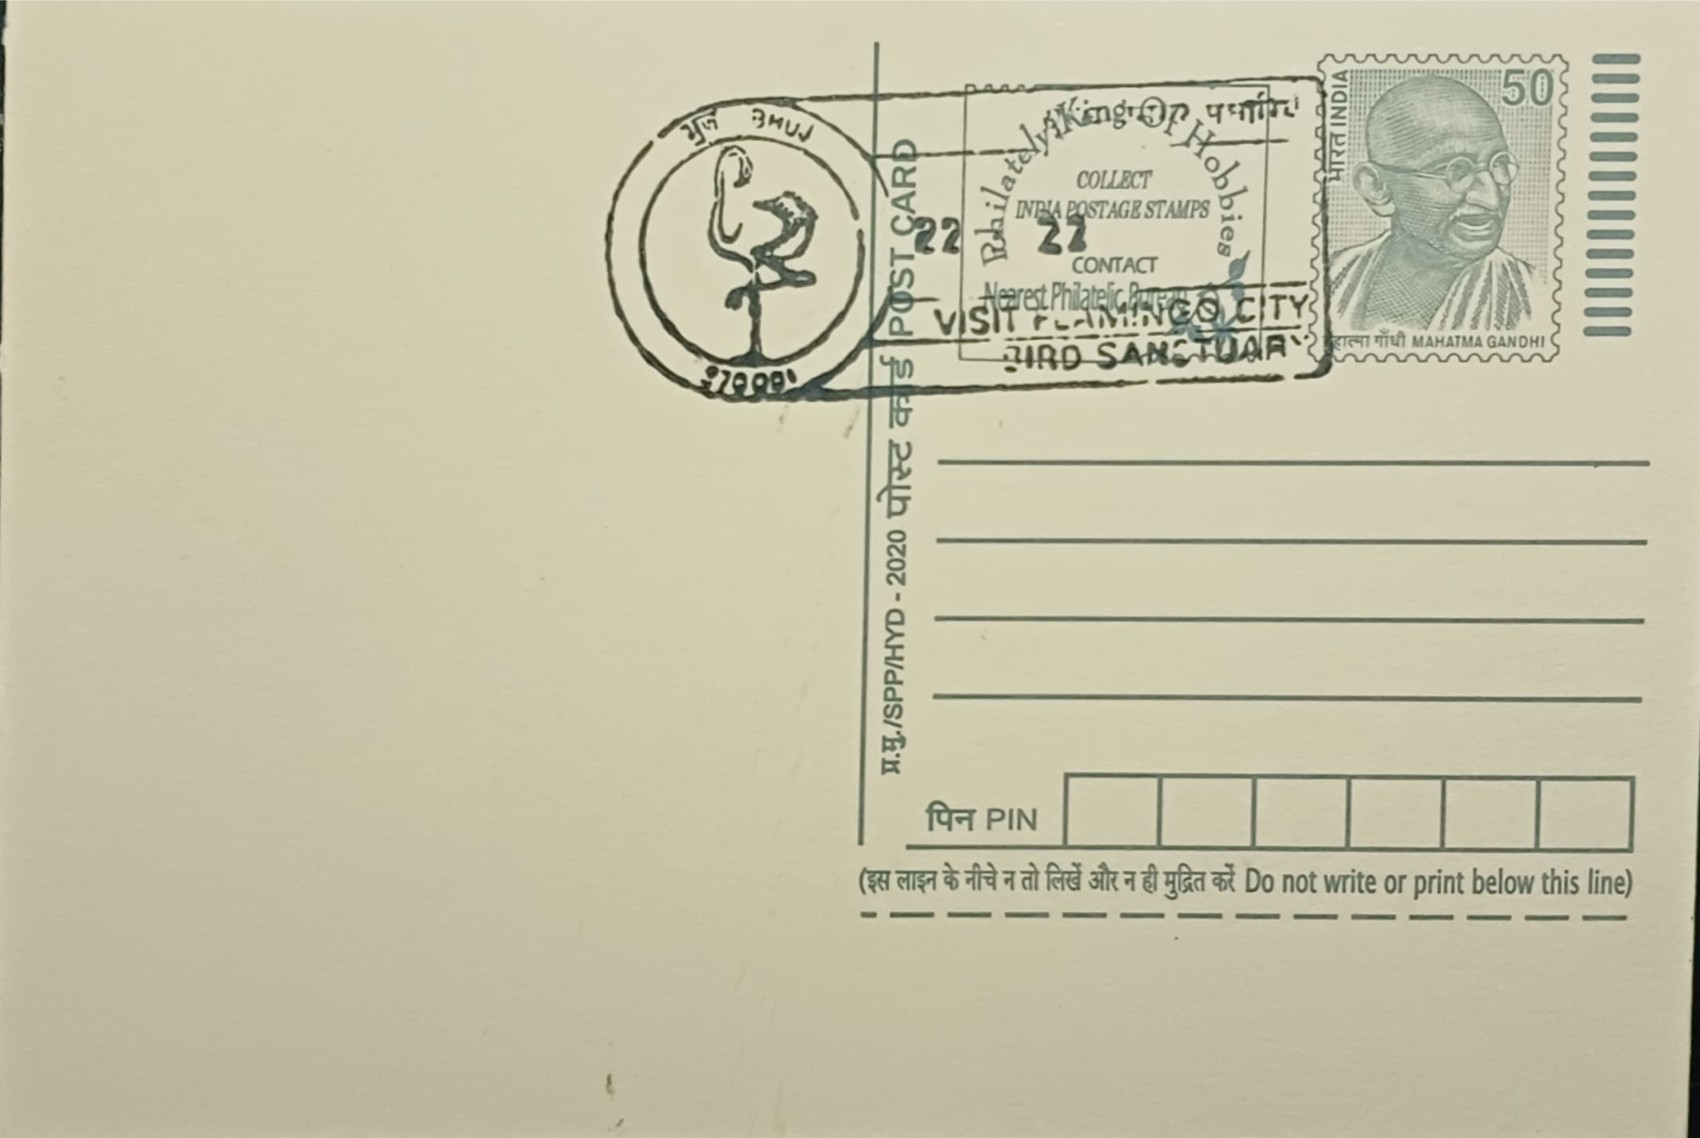 भुज BHUJ
22 22
VISIT FLAMINGO CITY
BIRD SANCTUARY
Philately King Of Hobbies
COLLECT
INDIA POSTAGE STAMPS
CONTACT
Nearest Philatelic Bureau
भारत INDIA
50
महात्मा गाँधी MAHATMA GANDHI
प्र.मु./SPP/HYD - 2020 पोस्ट कार्ड POST CARD
पिन PIN
(इस लाइन के नीचे न तो लिखें और न ही मुद्रित करें Do not write or print below this line)